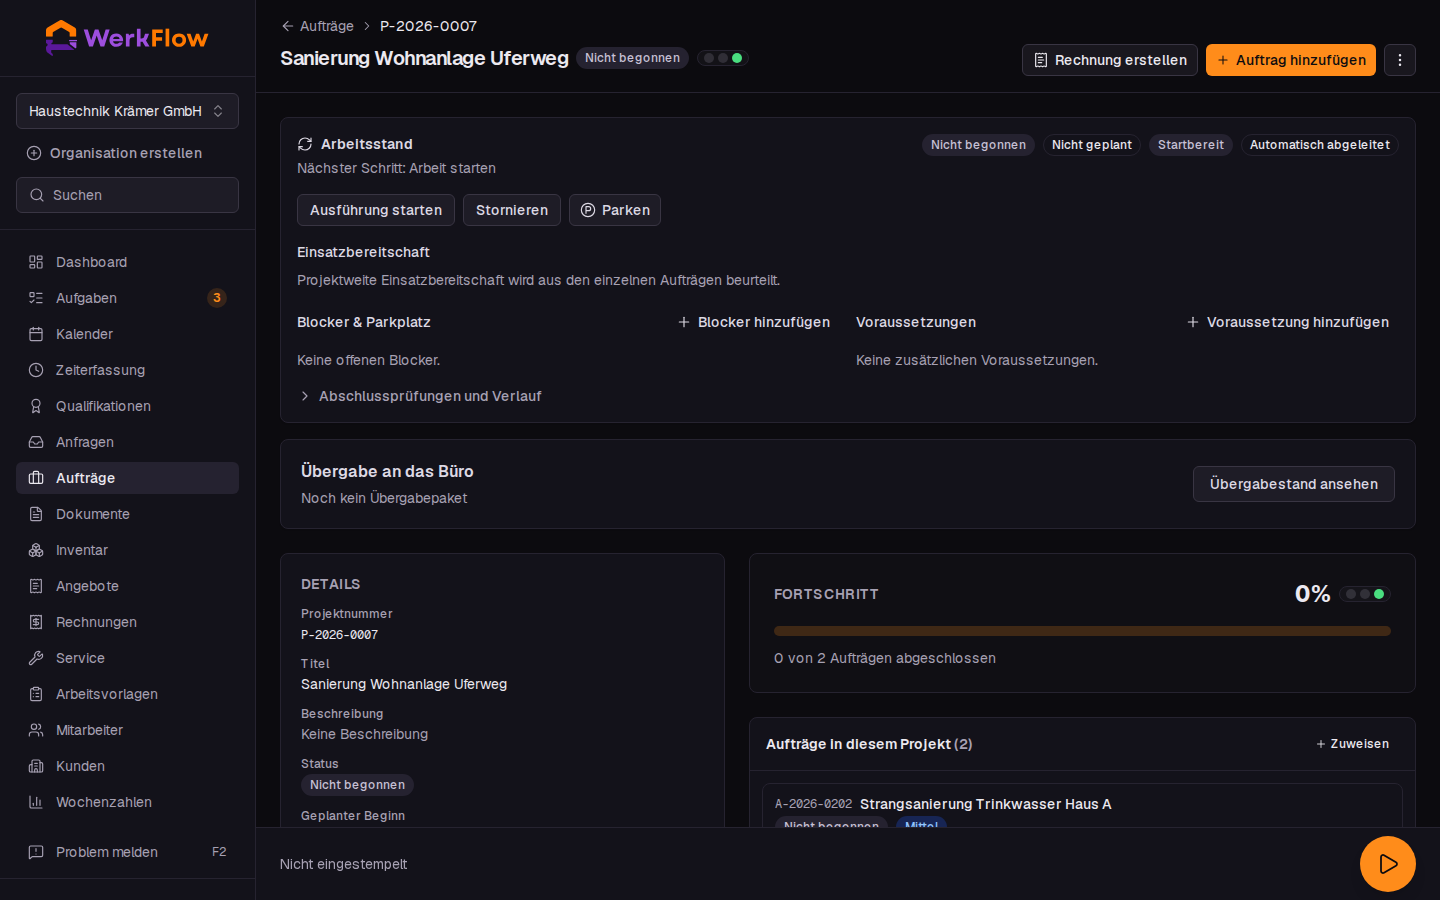 WerkFlow
Haustechnik Krämer GmbH
Organisation erstellen
Suchen
Dashboard
Aufgaben 3
Kalender
Zeiterfassung
Qualifikationen
Anfragen
Aufträge
Dokumente
Inventar
Angebote
Rechnungen
Service
Arbeitsvorlagen
Mitarbeiter
Kunden
Wochenzahlen
Problem melden F2
Aufträge P-2026-0007
Sanierung Wohnanlage Uferweg Nicht begonnen
Rechnung erstellen
Auftrag hinzufügen
Arbeitsstand
Nicht begonnen Nicht geplant Startbereit Automatisch abgeleitet
Nächster Schritt: Arbeit starten
Ausführung starten Stornieren Parken
Einsatzbereitschaft
Projektweite Einsatzbereitschaft wird aus den einzelnen Aufträgen beurteilt.
Blocker & Parkplatz Blocker hinzufügen
Keine offenen Blocker.
Voraussetzungen Voraussetzung hinzufügen
Keine zusätzlichen Voraussetzungen.
Abschlussprüfungen und Verlauf
Übergabe an das Büro
Noch kein Übergabepaket
Übergabestand ansehen
DETAILS
Projektnummer
P-2026-0007
Titel
Sanierung Wohnanlage Uferweg
Beschreibung
Keine Beschreibung
Status
Nicht begonnen
Geplanter Beginn
FORTSCHRITT 0%
0 von 2 Aufträgen abgeschlossen
Aufträge in diesem Projekt (2) Zuweisen
A-2026-0202 Strangsanierung Trinkwasser Haus A
Nicht begonnen Mittel
Nicht eingestempelt